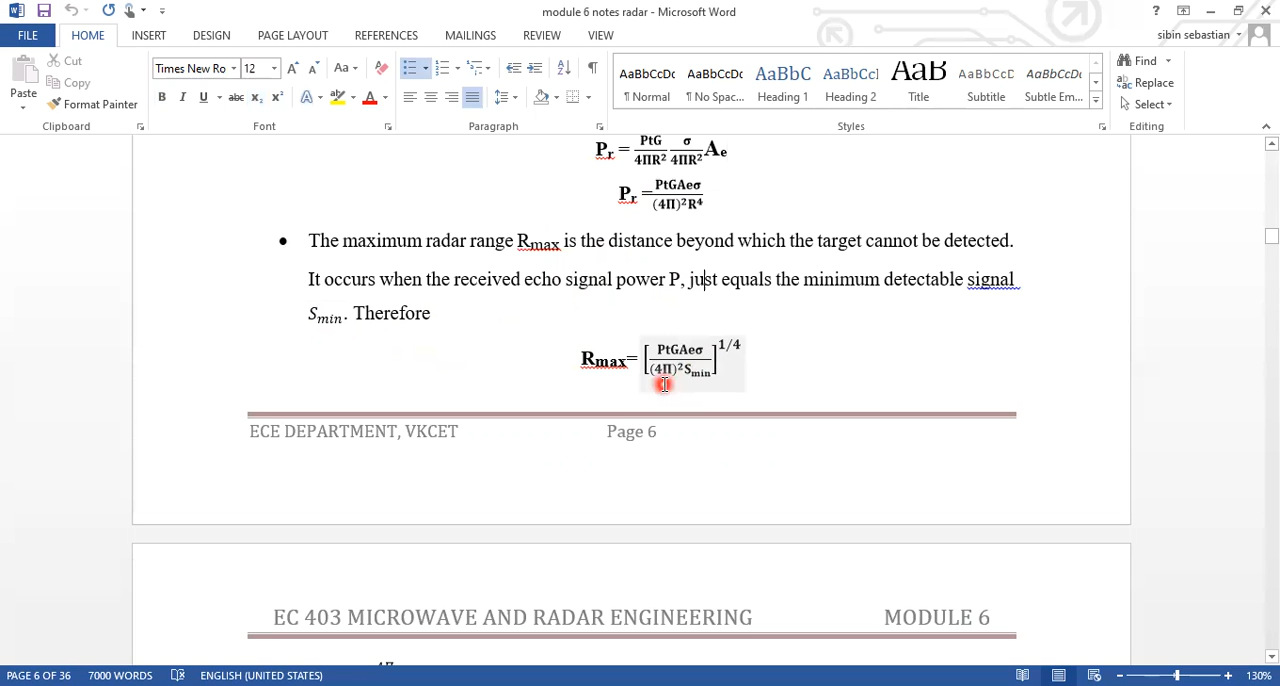 module 6 notes radar - Microsoft Word
sibin sebastian
FILE HOME INSERT DESIGN PAGE LAYOUT REFERENCES MAILINGS REVIEW VIEW
Paste
Cut
Copy
Format Painter
Clipboard
Times New Ro 12
Font
Paragraph
AaBbCcDc AaBbCcDc AaBbC AaBbCcI AaB AaBbCcD AaBbCcDc
¶ Normal ¶ No Spac... Heading 1 Heading 2 Title Subtitle Subtle Em...
Styles
Find
Replace
Select
Editing
Pr = PtG/4ΠR² σ/4ΠR² Ae
Pr = PtGAeσ/(4Π)²R⁴
• The maximum radar range Rmax is the distance beyond which the target cannot be detected.
It occurs when the received echo signal power P, just equals the minimum detectable signal
Smin. Therefore
Rmax= [PtGAeσ/(4Π)²Smin]^1/4
ECE DEPARTMENT, VKCET Page 6
EC 403 MICROWAVE AND RADAR ENGINEERING MODULE 6
PAGE 6 OF 36 7000 WORDS ENGLISH (UNITED STATES) 130%